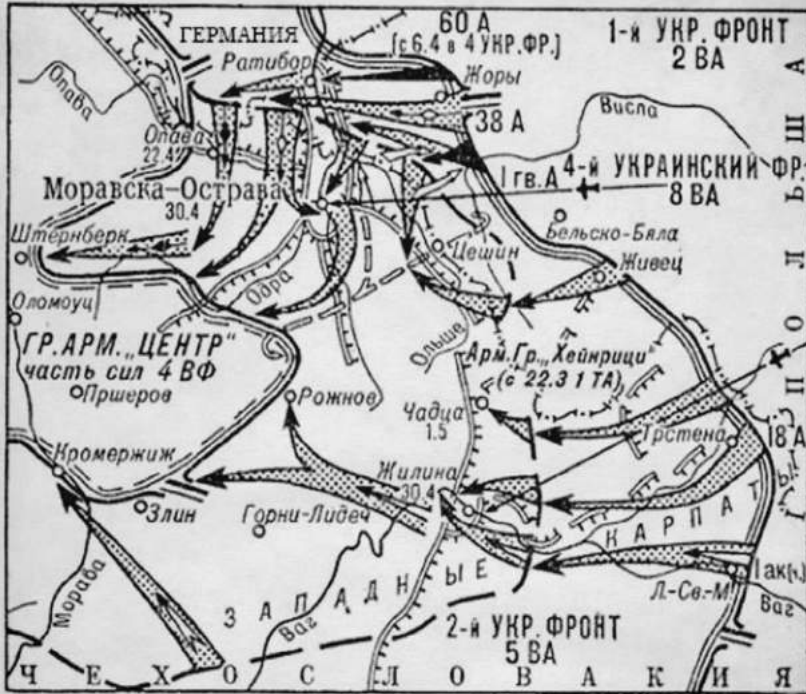 ГЕРМАНИЯ
60 А
[с 6.4 в 4 УКР. ФР.]
1-й УКР. ФРОНТ
2 ВА
Ратибор
Жоры
Опава
Висла
38 А
Опава
22.4
1 гв. А
4-й УКРАИНСКИЙ ФР.
8 ВА
Моравска-Острава
30.4
Штернберк
Цешин
Бельско-Бяла
Живец
Оломоуц
Одра
Ольше
ГР. АРМ. „ЦЕНТР"
часть сил 4 ВФ
Арм. Гр. „Хейнрици"
(с 22.3 1 ТА)
Пршеров
Рожнов
Чадца
1.5
Трстена
18 А
Кромержиж
Жилина
30.4
Злин
Горни-Лидеч
КАРПАТЫ
1 ак(ч.)
Л.-Св.-М.
Морава
ЗАПАДНЫЕ
Ваг
Ваг
2-й УКР. ФРОНТ
5 ВА
ЧЕХОСЛОВАКИЯ
ПОЛЬША